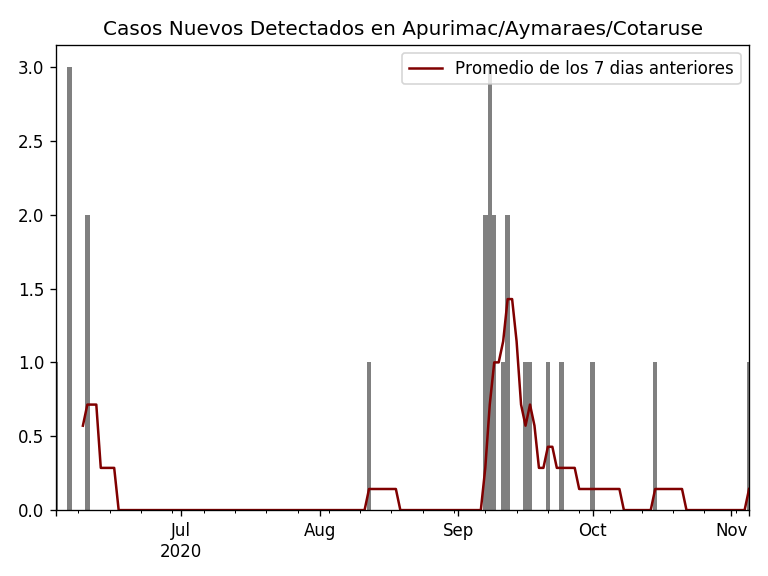 Casos Nuevos Detectados en Apurimac/Aymaraes/Cotaruse
Promedio de los 7 dias anteriores
3.0
2.5
2.0
1.5
1.0
0.5
0.0
Jul Aug Sep Oct Nov
2020